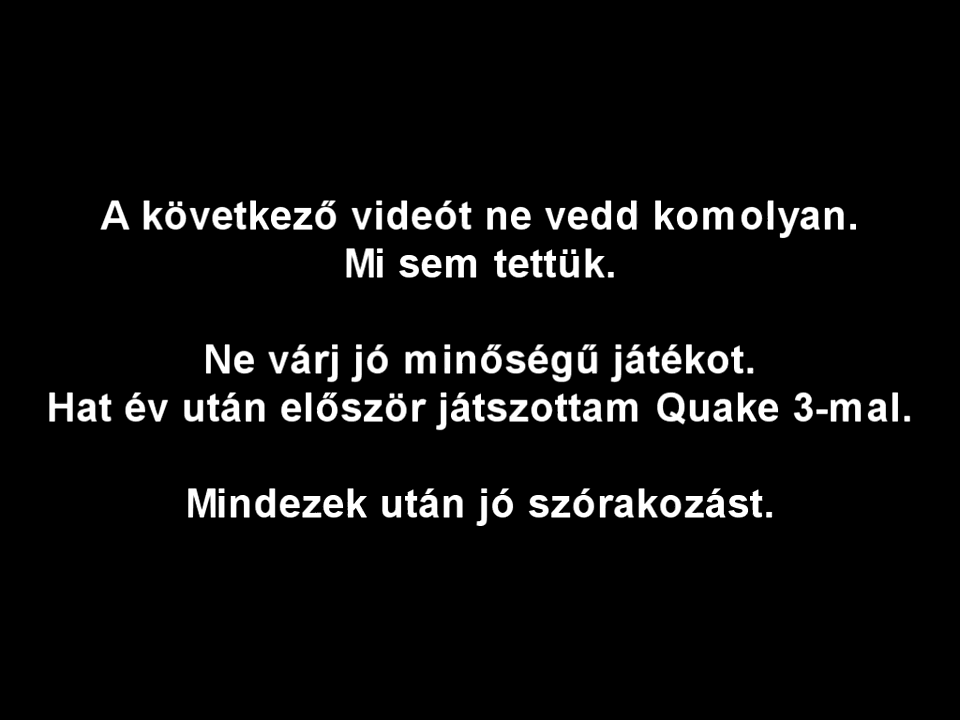 A következő videót ne vedd komolyan.
Mi sem tettük.
Ne várj jó minőségű játékot.
Hat év után először játszottam Quake 3-mal.
Mindezek után jó szórakozást.